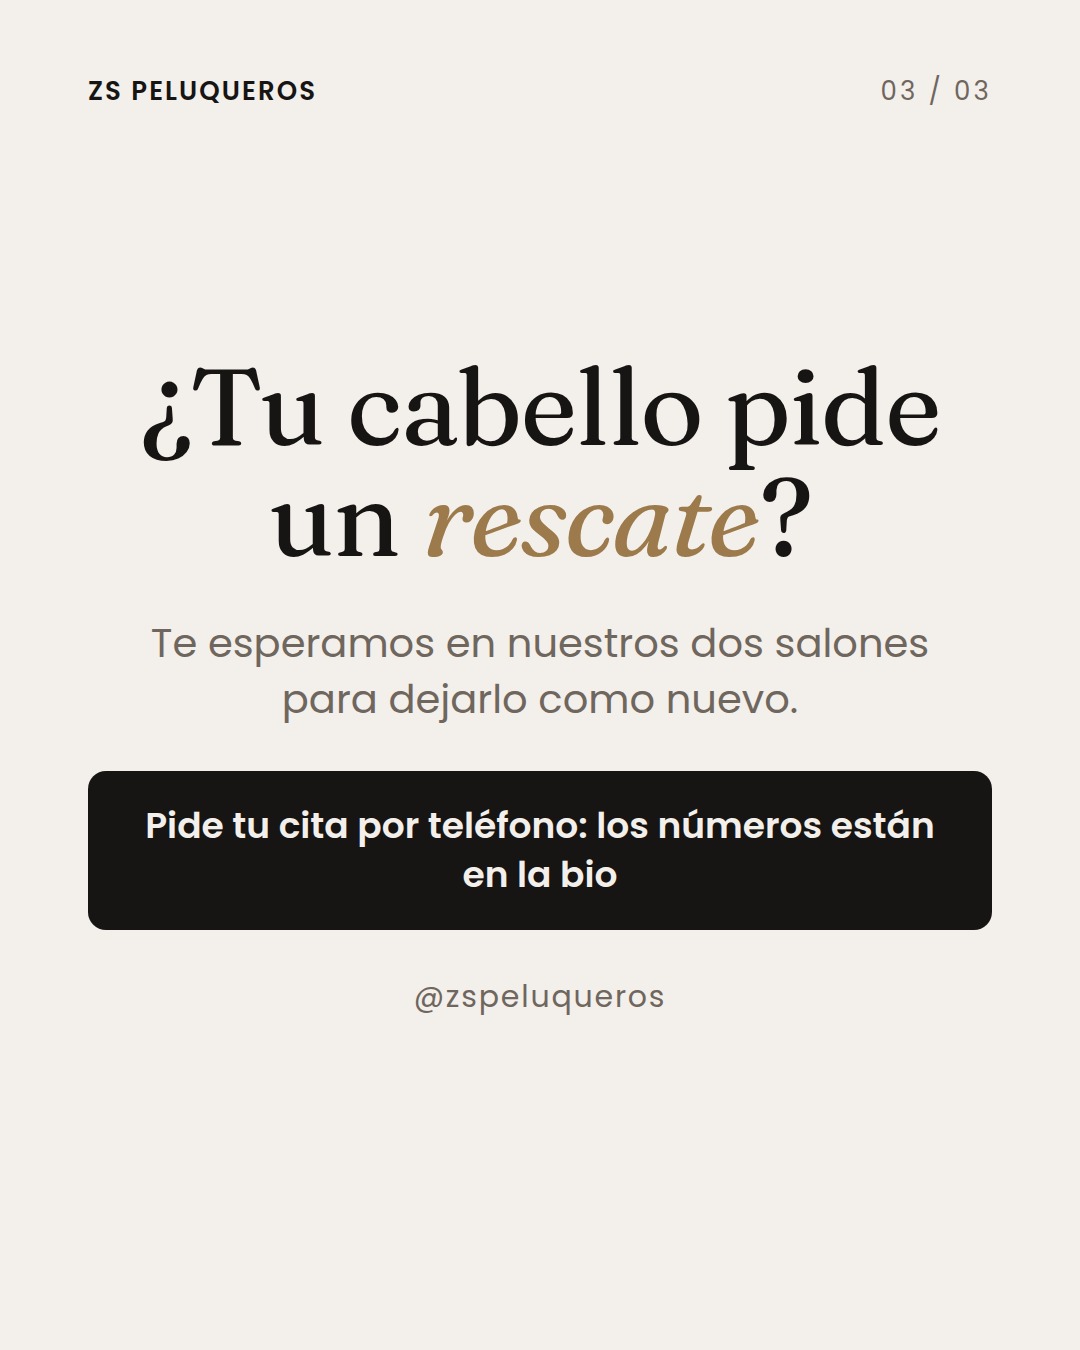 ZS PELUQUEROS
03 / 03
¿Tu cabello pide
un rescate?
Te esperamos en nuestros dos salones
para dejarlo como nuevo.
Pide tu cita por teléfono: los números están
en la bio
@zspeluqueros